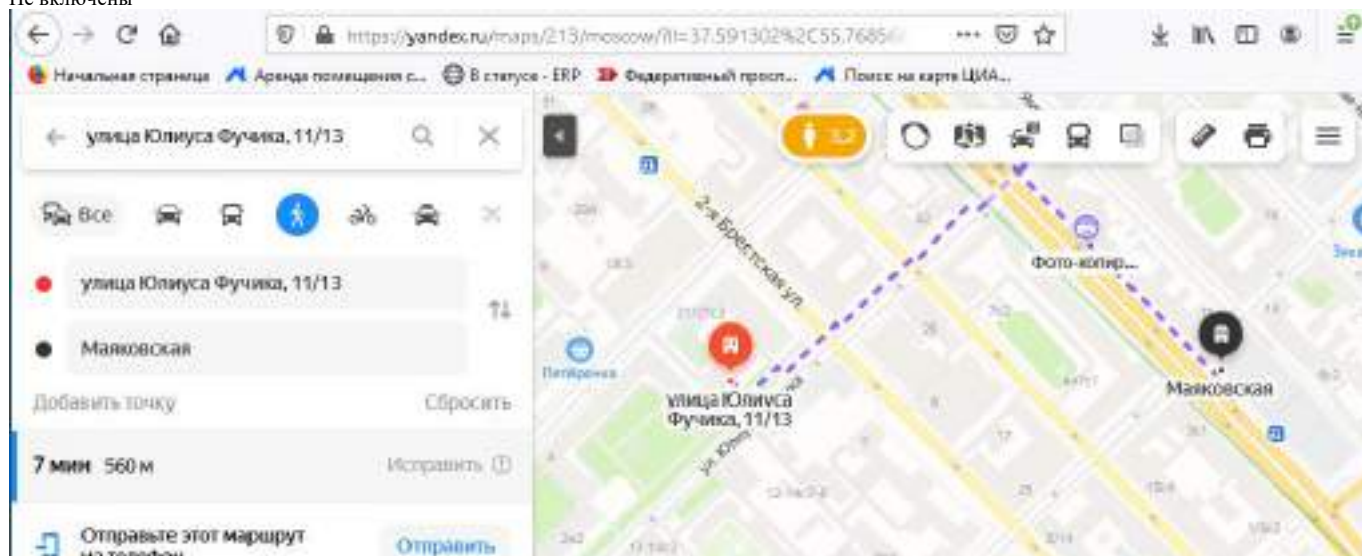 Не включены
https://yandex.ru/maps/213/moscow/?ll=37.591302%2C55.7685
Начальная страница Аренда помещения с... В статусе - ERP Федеративный просп... Поиск на карте ЦИА...
улица Юлиуса Фучика, 11/13
3,2
Все
улица Юлиуса Фучика, 11/13
Маяковская
Добавить точку Сбросить
7 мин 560 м Исправить
Отправьте этот маршрут
на телефон
Отправить
2-я Брестская ул.
Фото-копир...
Пятёрочка
улица Юлиуса
Фучика, 11/13
Маяковская